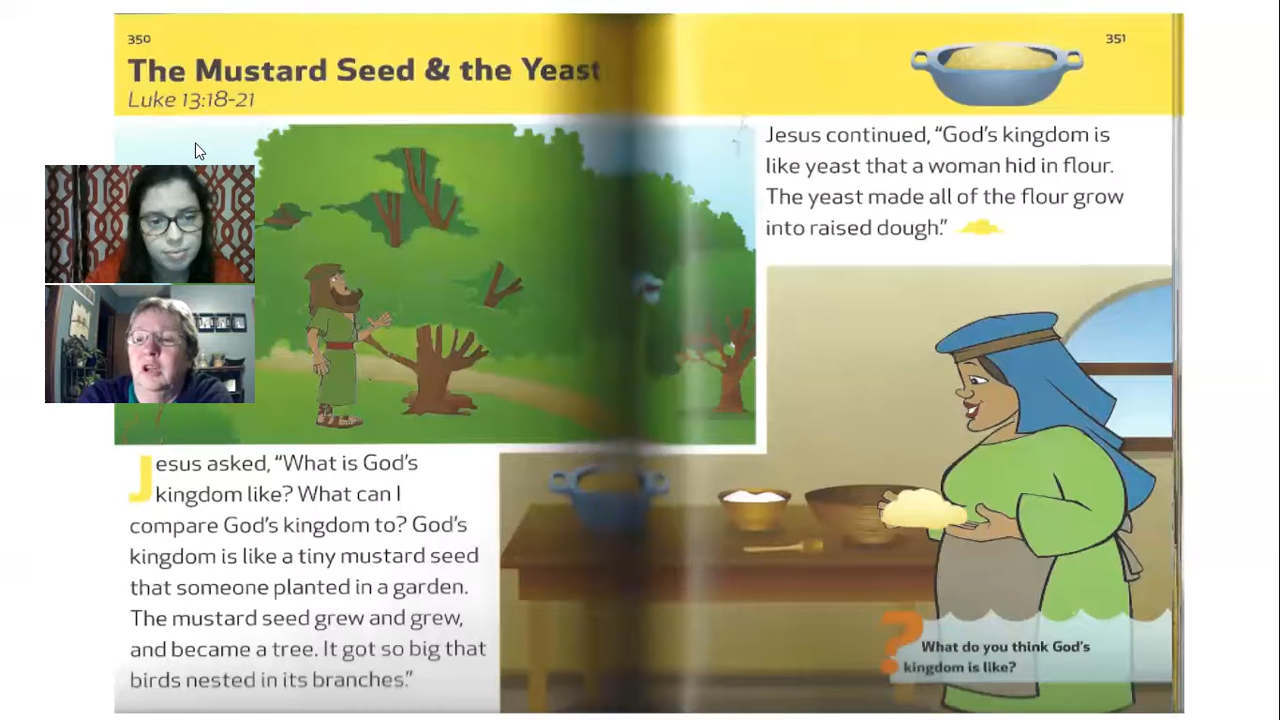 350
The Mustard Seed & the Yeast
Luke 13:18-21
Jesus asked, “What is God’s
kingdom like? What can I
compare God’s kingdom to? God’s
kingdom is like a tiny mustard seed
that someone planted in a garden.
The mustard seed grew and grew,
and became a tree. It got so big that
birds nested in its branches.”
351
Jesus continued, “God’s kingdom is
like yeast that a woman hid in flour.
The yeast made all of the flour grow
into raised dough.”
? What do you think God’s
kingdom is like?